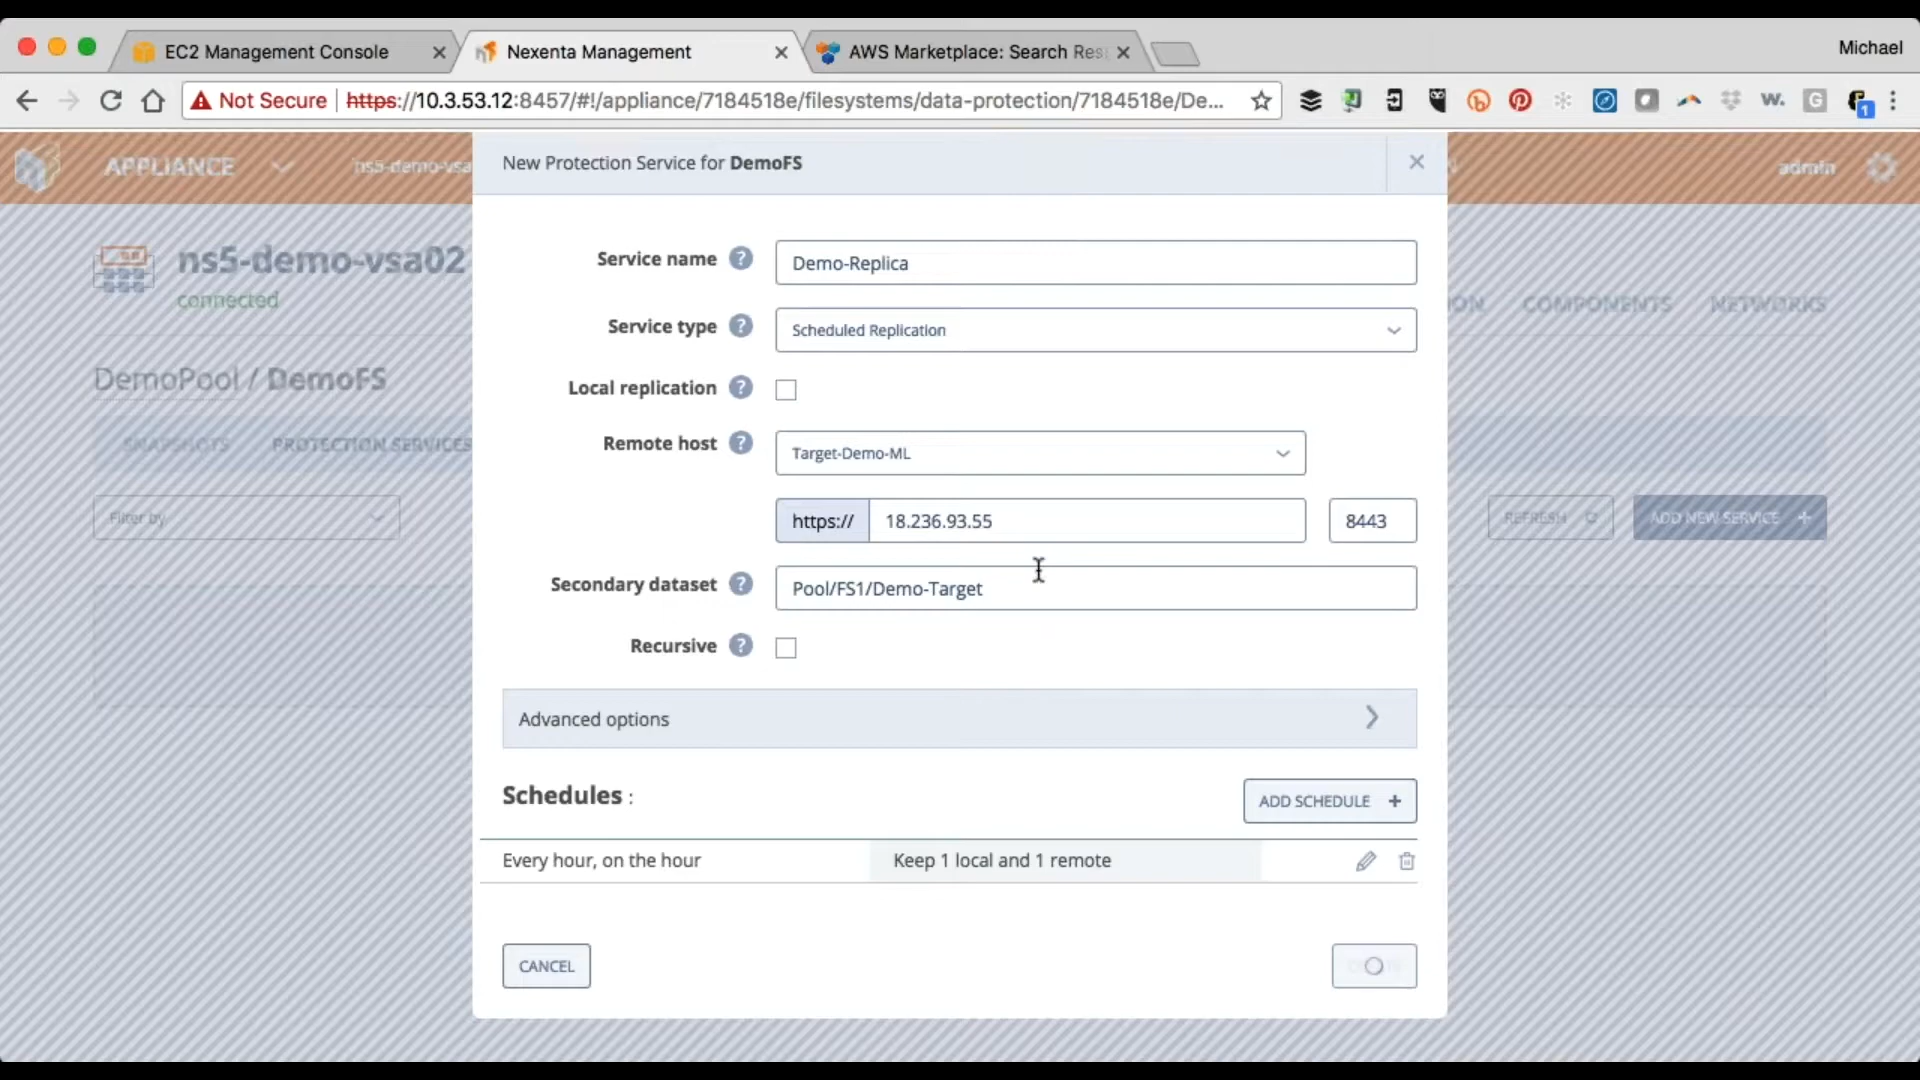 EC2 Management Console
Nexenta Management
AWS Marketplace: Search Res
Michael
Not Secure https://10.3.53.12:8457/#!/appliance/7184518e/filesystems/data-protection/7184518e/De...
1
APPLIANCE
ns5-demo-vsa
admin
New Protection Service for DemoFS
ns5-demo-vsa02
connected
COMPONENTS
NETWORKS
DemoPool / DemoFS
SNAPSHOTS
PROTECTION SERVICES
Filter by
REFRESH
ADD NEW SERVICE +
Service name ? Demo-Replica
Service type ? Scheduled Replication
Local replication ?
Remote host ? Target-Demo-ML
https:// 18.236.93.55 8443
Secondary dataset ? Pool/FS1/Demo-Target
Recursive ?
Advanced options
Schedules :
ADD SCHEDULE +
Every hour, on the hour Keep 1 local and 1 remote
CANCEL